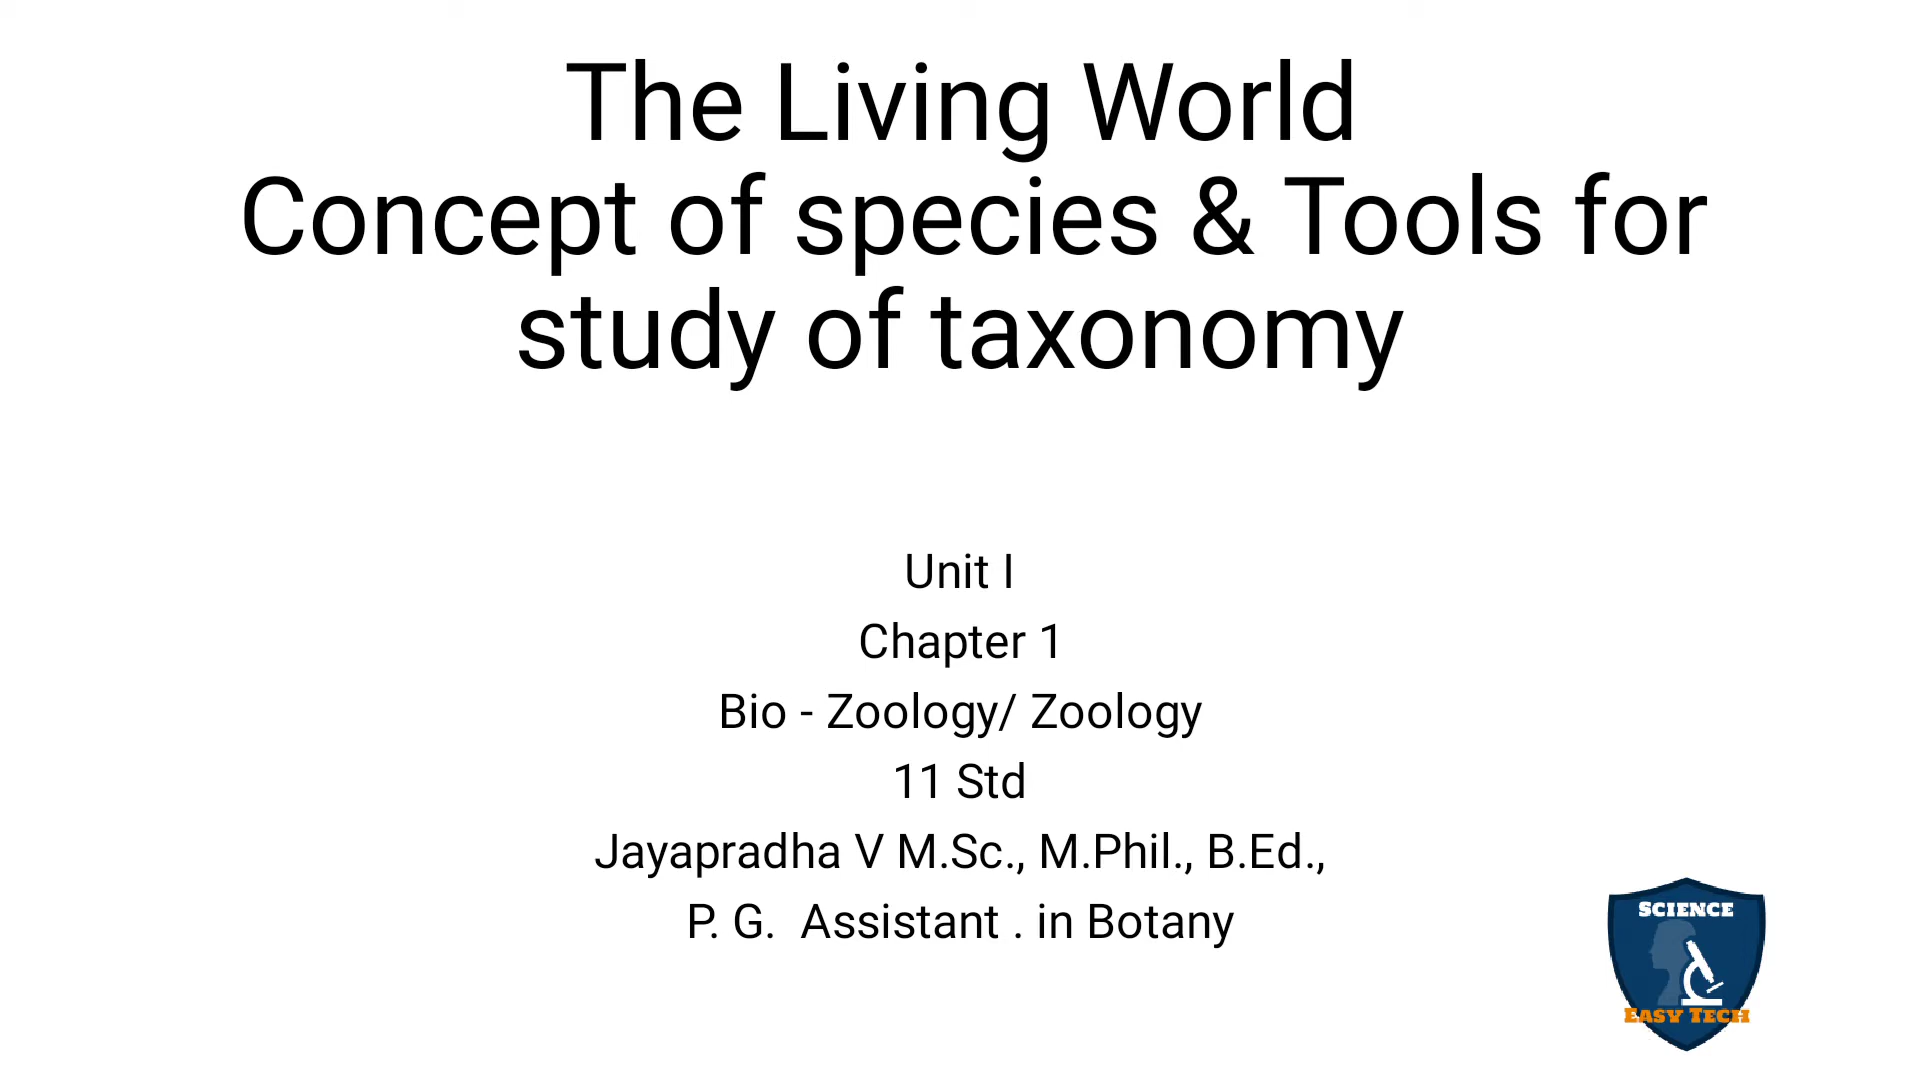 The Living World
Concept of species & Tools for
study of taxonomy
Unit I
Chapter 1
Bio - Zoology/ Zoology
11 Std
Jayapradha V M.Sc., M.Phil., B.Ed.,
P. G.  Assistant . in Botany
SCIENCE
EASY TECH